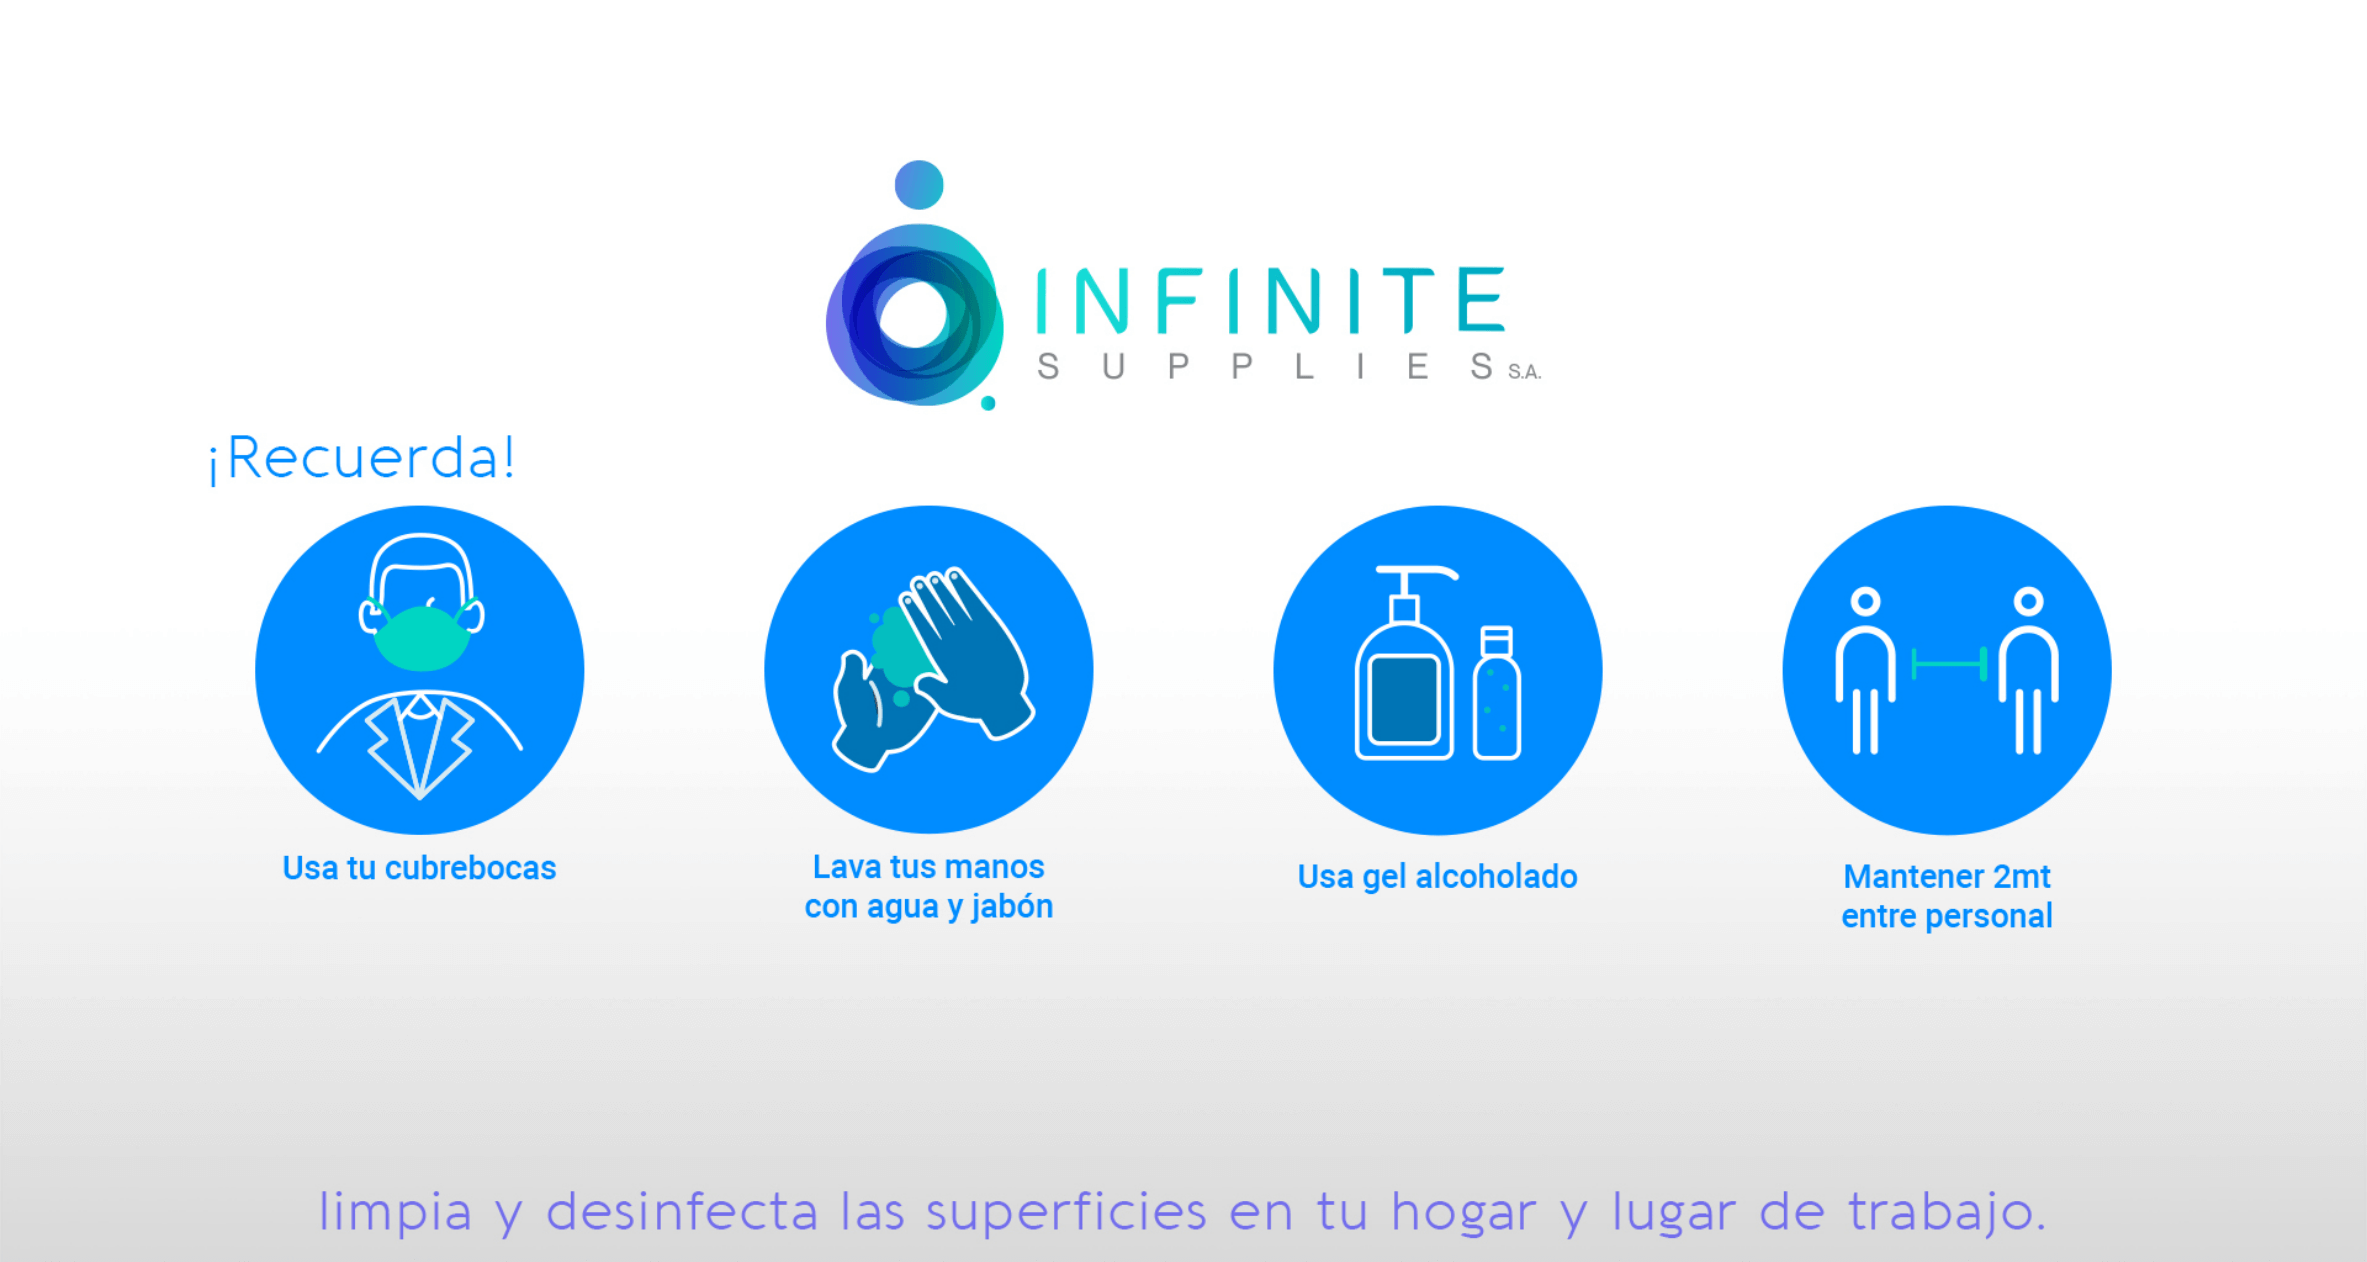 INFINITE
SUPPLIES S.A.
¡Recuerda!
Usa tu cubrebocas
Lava tus manos
con agua y jabón
Usa gel alcoholado
Mantener 2mt
entre personal
limpia y desinfecta las superficies en tu hogar y lugar de trabajo.